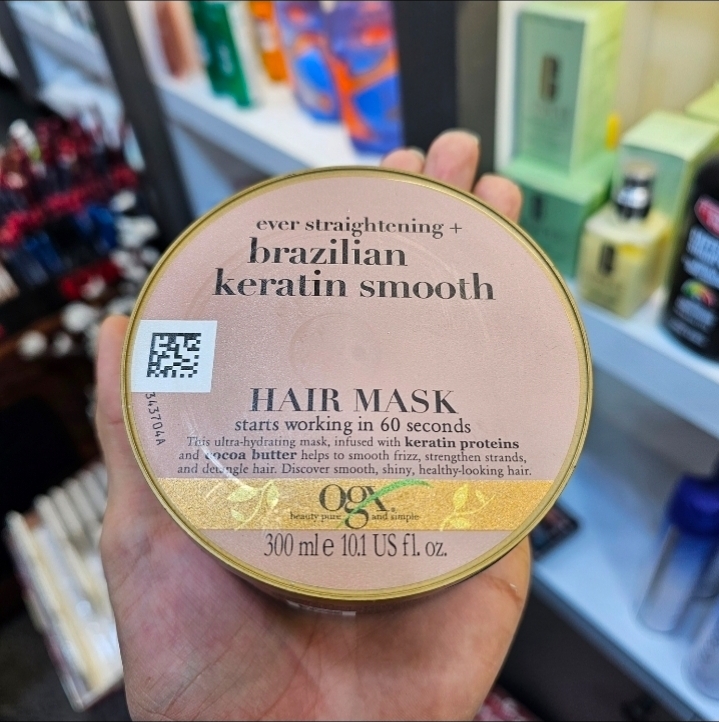 ever straightening +
brazilian
keratin smooth
343704A
HAIR MASK
starts working in 60 seconds
This ultra-hydrating mask, infused with keratin proteins
and cocoa butter helps to smooth frizz, strengthen strands,
and detangle hair. Discover smooth, shiny, healthy-looking hair.
ogx®
beauty pure and simple
300 ml e 10.1 US fl. oz.